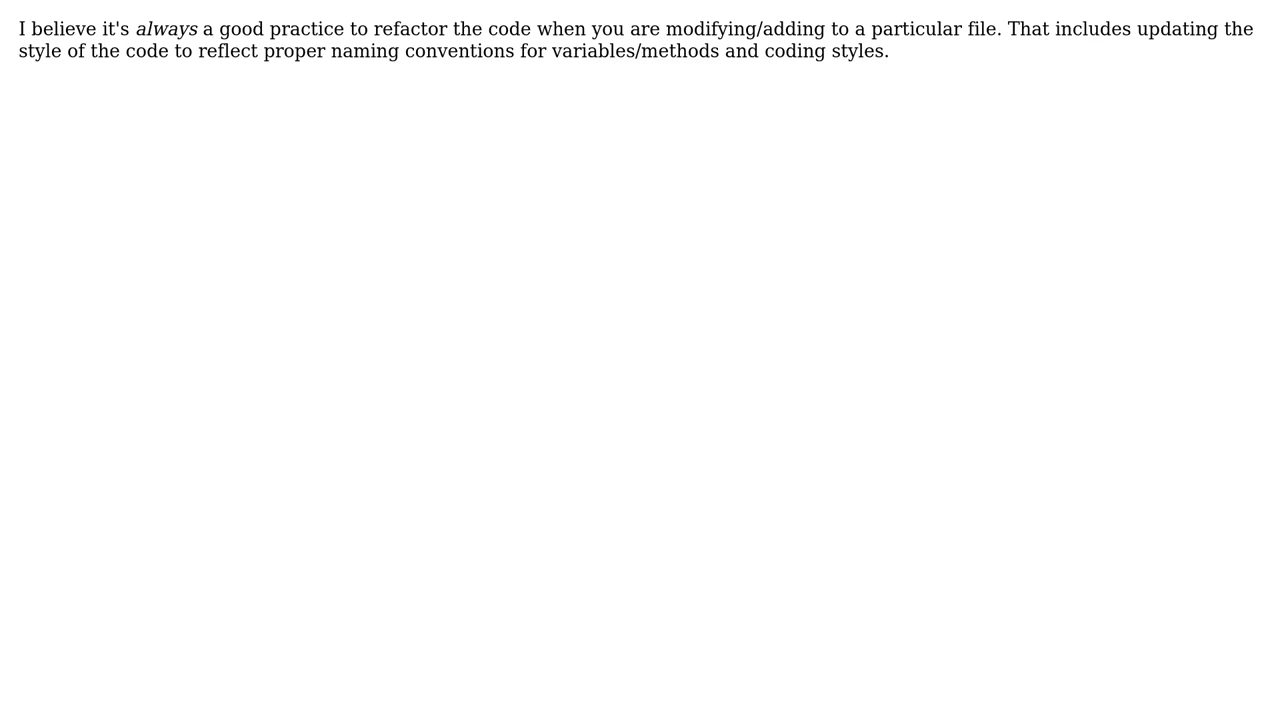 I believe it's always a good practice to refactor the code when you are modifying/adding to a particular file. That includes updating the
style of the code to reflect proper naming conventions for variables/methods and coding styles.